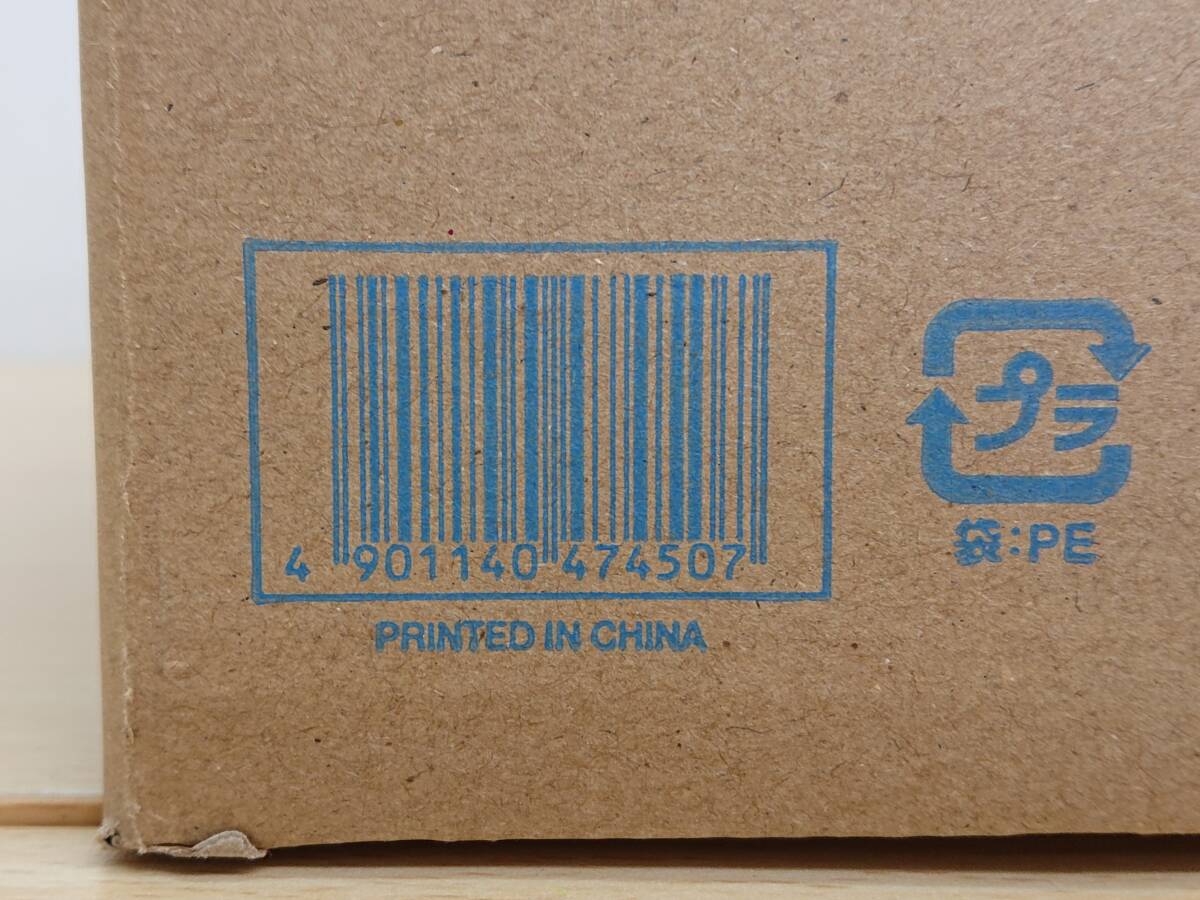 4 901140 474507
PRINTED IN CHINA
プラ
袋:PE